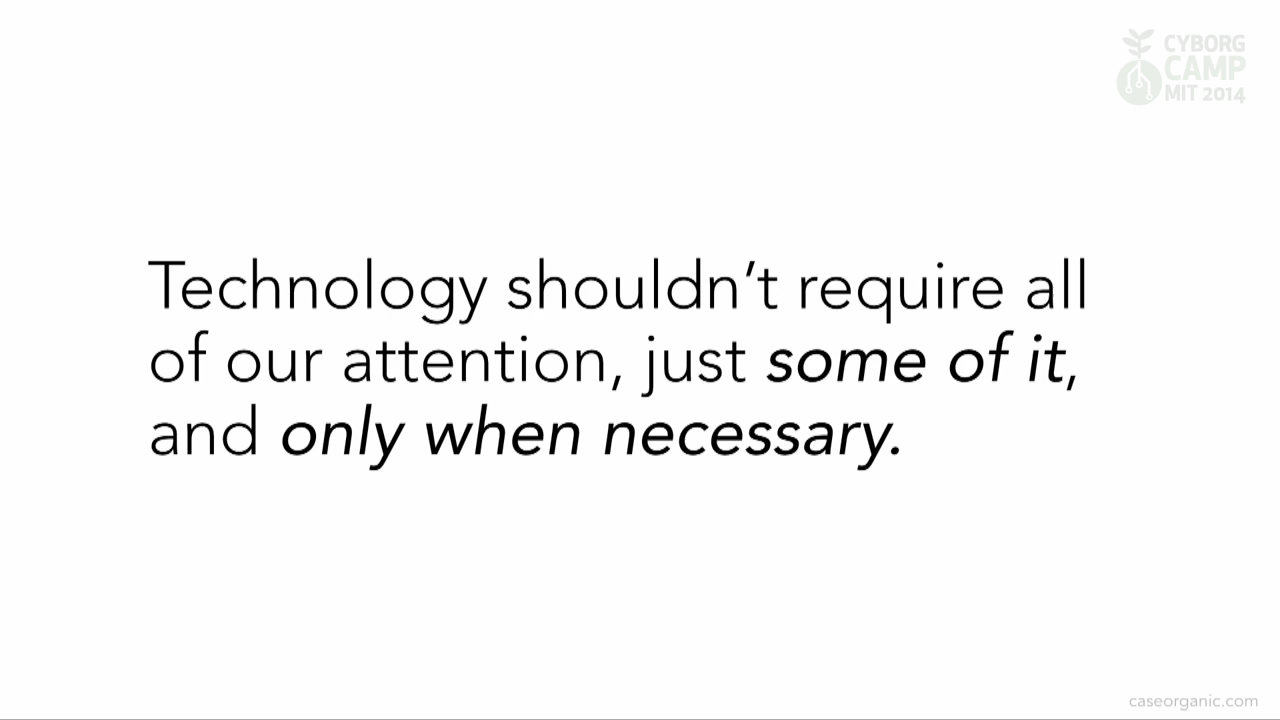 CYBORG
CAMP
MIT 2014
Technology shouldn’t require all
of our attention, just some of it,
and only when necessary.
caseorganic.com